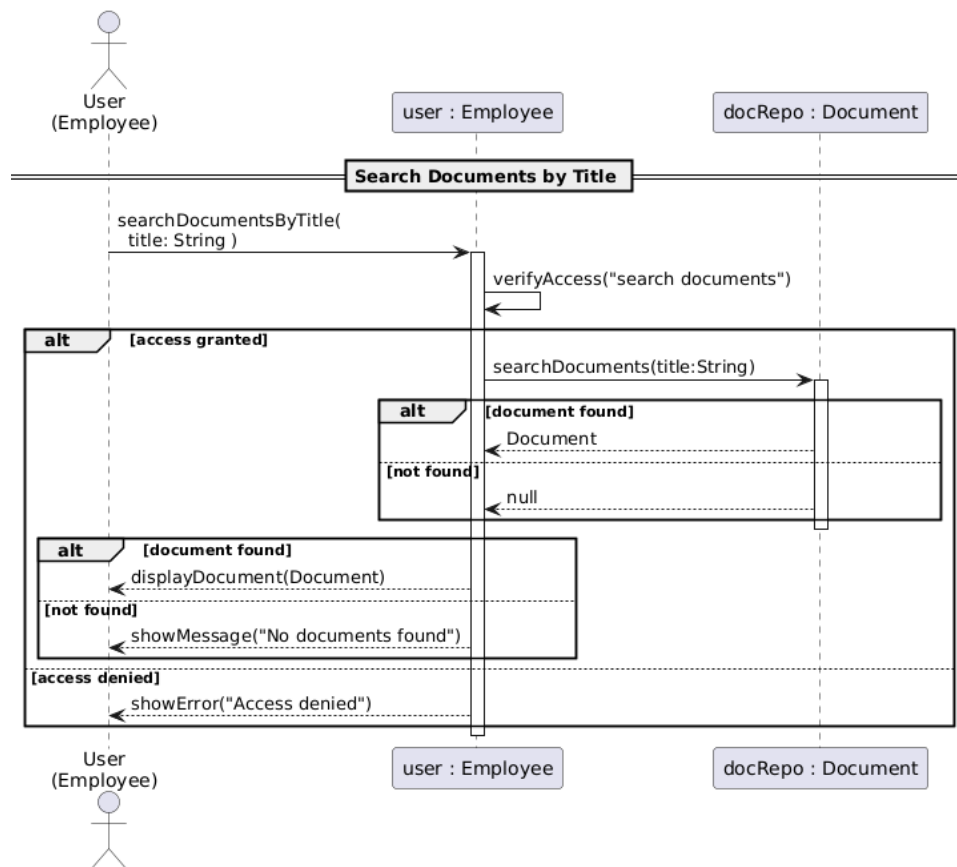 User
(Employee)
user : Employee
docRepo : Document
Search Documents by Title
searchDocumentsByTitle(
title: String )
verifyAccess("search documents")
alt [access granted]
searchDocuments(title:String)
alt [document found]
Document
[not found]
null
alt [document found]
displayDocument(Document)
[not found]
showMessage("No documents found")
[access denied]
showError("Access denied")
User
(Employee)
user : Employee
docRepo : Document